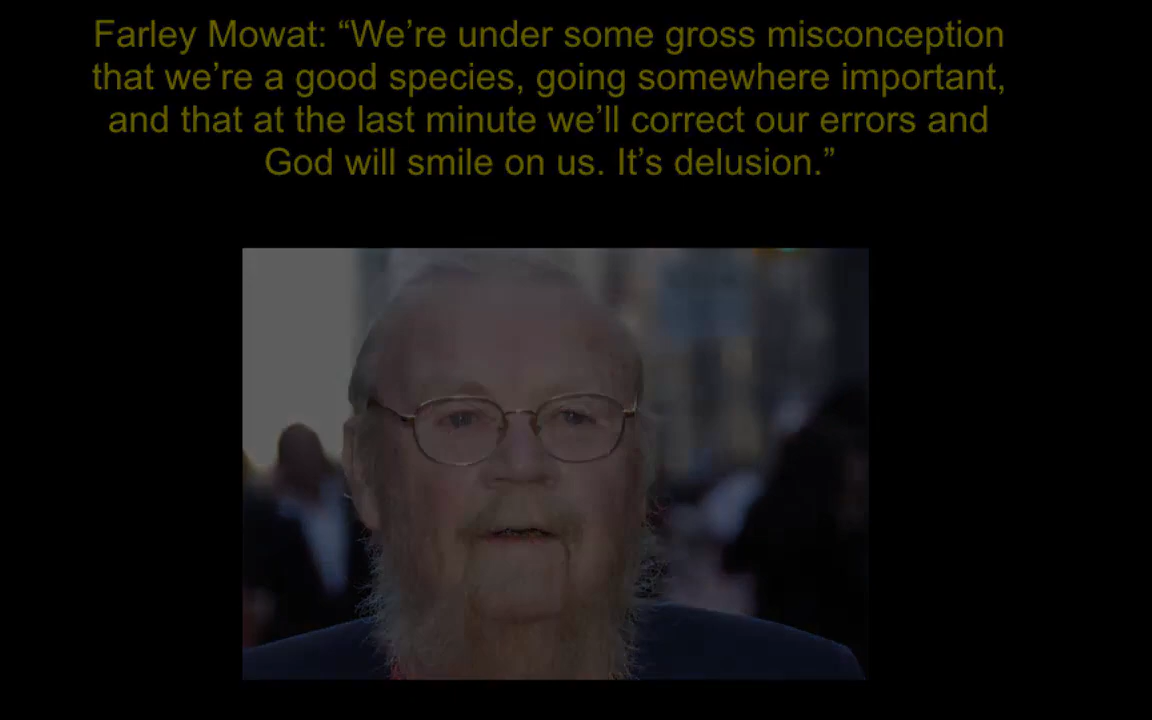 Farley Mowat: “We’re under some gross misconception
that we’re a good species, going somewhere important,
and that at the last minute we’ll correct our errors and
God will smile on us. It’s delusion.”